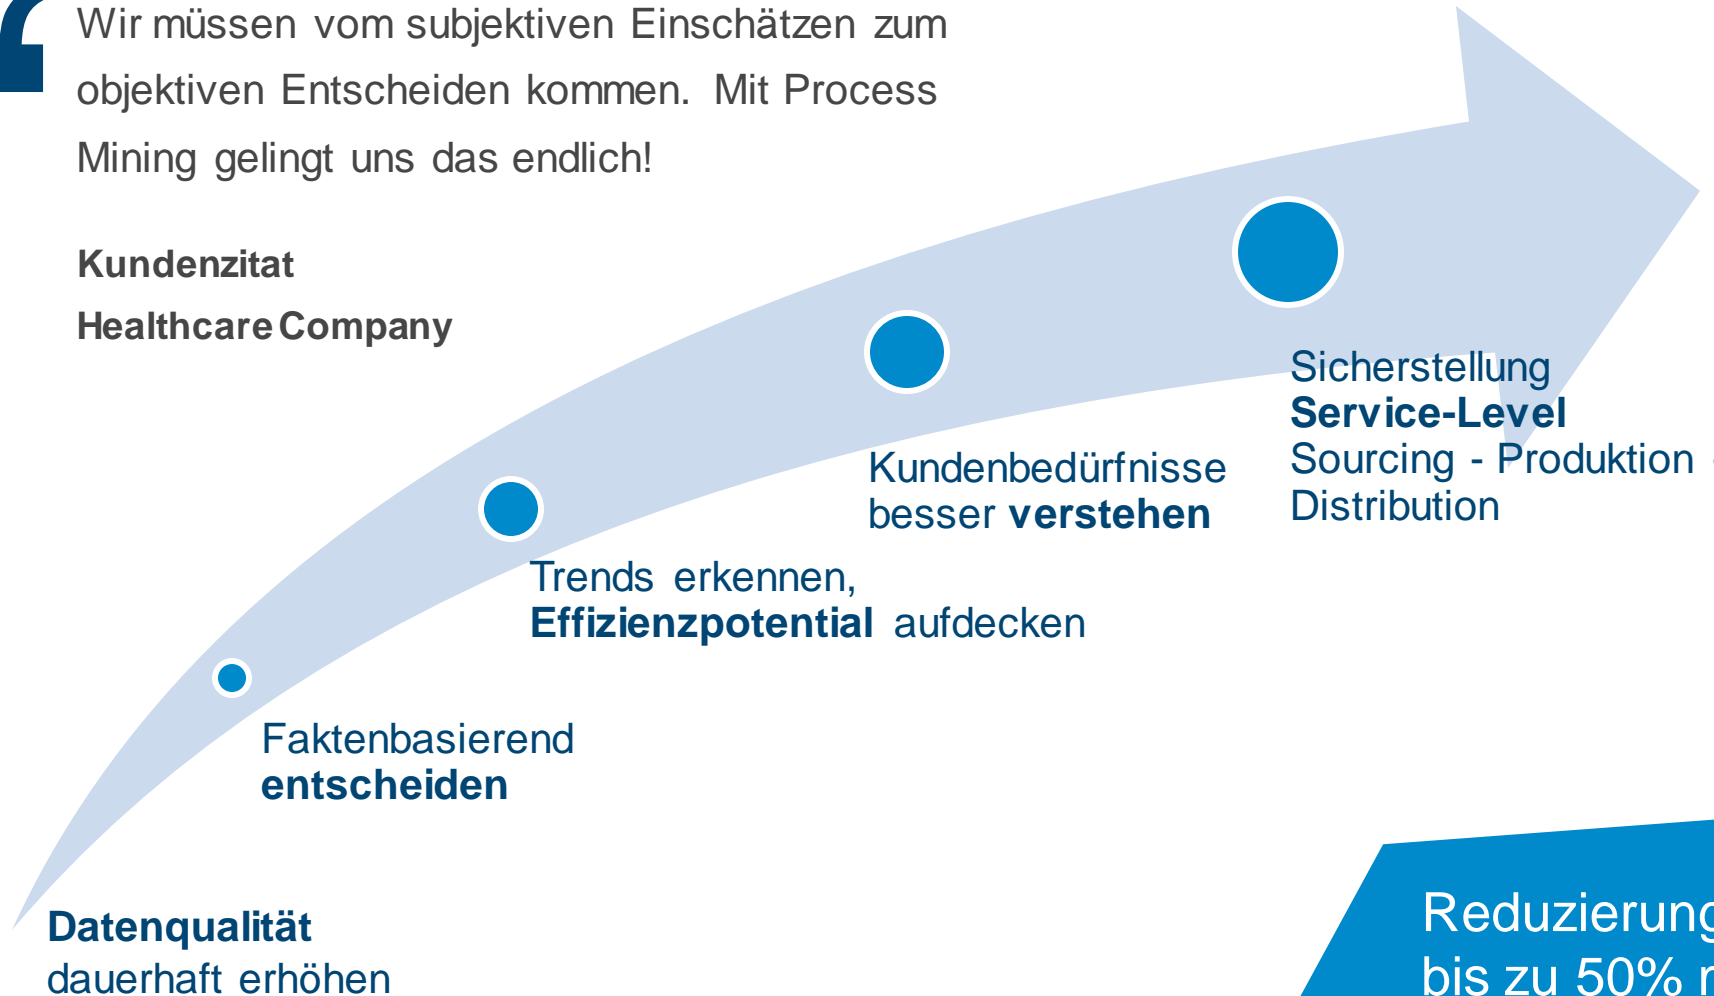 Wir müssen vom subjektiven Einschätzen zum
objektiven Entscheiden kommen. Mit Process
Mining gelingt uns das endlich!
Kundenzitat
Healthcare Company
Sicherstellung
Service-Level
Sourcing - Produktion -
Distribution
Kundenbedürfnisse
besser verstehen
Trends erkennen,
Effizienzpotential aufdecken
Faktenbasierend
entscheiden
Datenqualität
dauerhaft erhöhen
Reduzierung
bis zu 50%